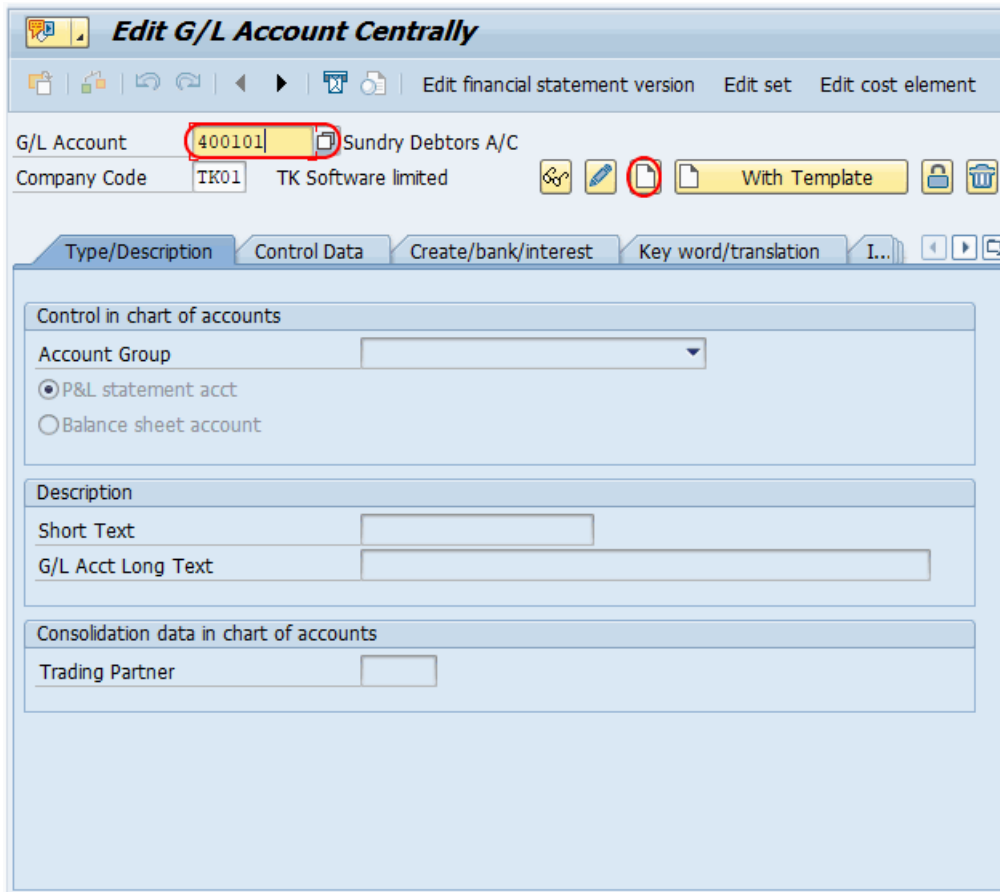 Edit G/L Account Centrally
Edit financial statement version Edit set Edit cost element
G/L Account 400101 Sundry Debtors A/C
Company Code TK01 TK Software limited With Template
Type/Description Control Data Create/bank/interest Key word/translation I...
Control in chart of accounts
Account Group
P&L statement acct
Balance sheet account
Description
Short Text
G/L Acct Long Text
Consolidation data in chart of accounts
Trading Partner